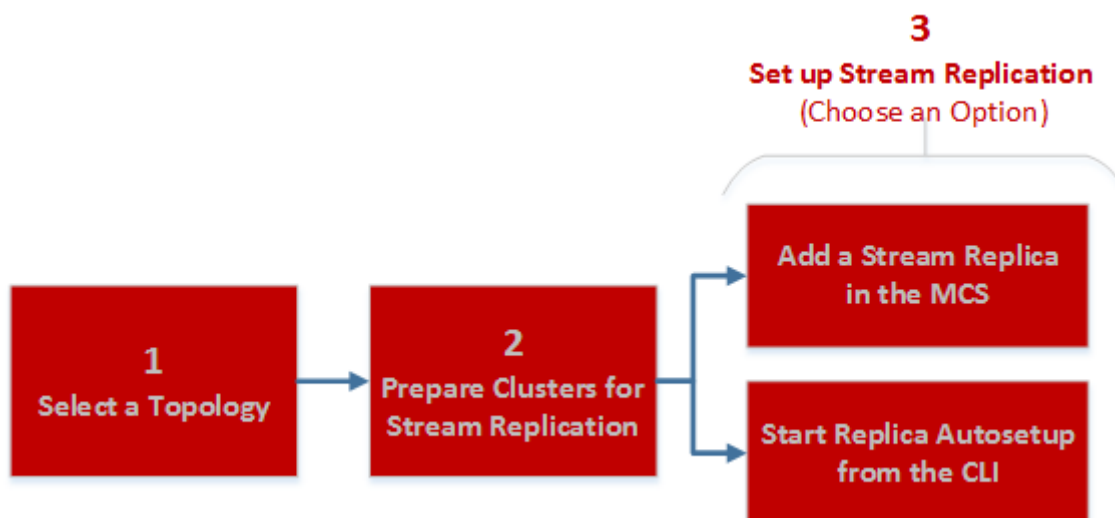 1
Select a Topology
2
Prepare Clusters for
Stream Replication
3
Set up Stream Replication
(Choose an Option)
Add a Stream Replica
in the MCS
Start Replica Autosetup
from the CLI